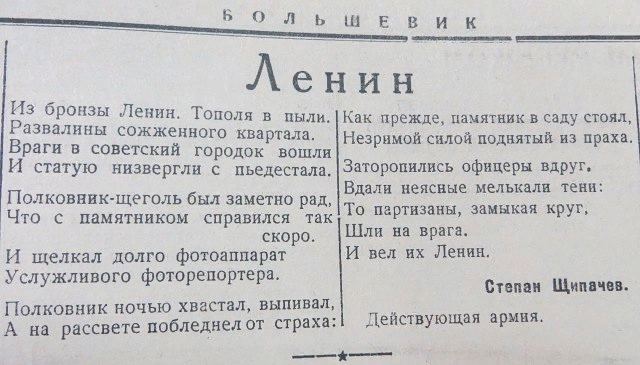 БОЛЬШЕВИК
Ленин
Из бронзы Ленин. Тополя в пыли.
Развалины сожженного квартала.
Враги в советский городок вошли
И статую низвергли с пьедестала.
Полковник-щеголь был заметно рад,
Что с памятником справился так
скоро.
И щелкал долго фотоаппарат
Услужливого фоторепортера.
Полковник ночью хвастал, выпивал,
А на рассвете побледнел от страха:
Как прежде, памятник в саду стоял,
Незримой силой поднятый из праха.
Заторопились офицеры вдруг.
Вдали неясные мелькали тени:
То партизаны, замыкая круг,
Шли на врага.
И вел их Ленин.
Степан Щипачев.
Действующая армия.